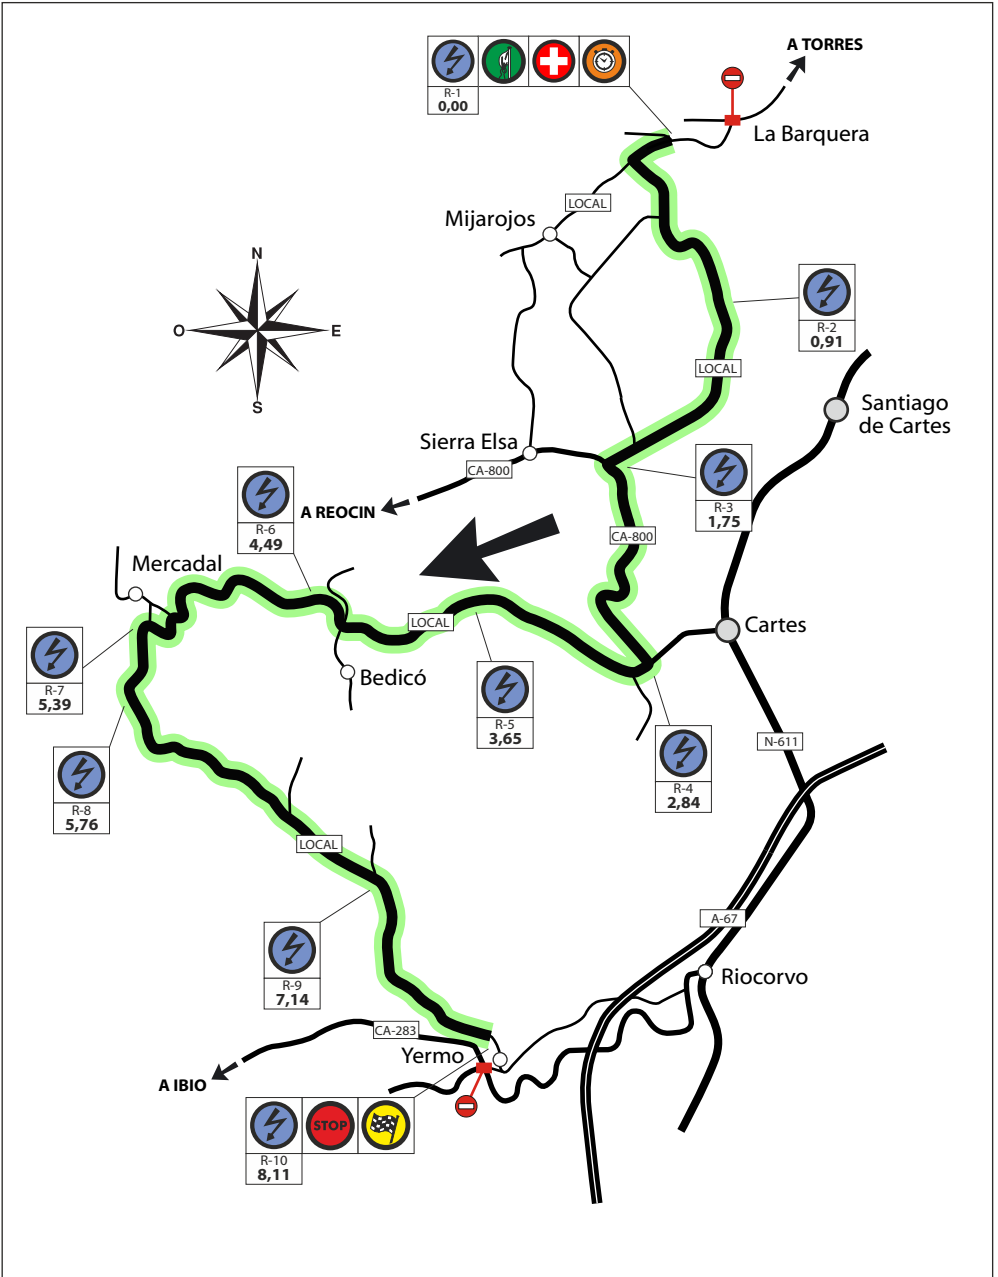 A TORRES
R-1
0,00
La Barquera
LOCAL
Mijarojos
N
O
E
S
R-2
0,91
LOCAL
Santiago
de Cartes
Sierra Elsa
CA-800
A REOCIN
R-3
1,75
R-6
4,49
CA-800
Mercadal
LOCAL
Cartes
R-7
5,39
Bedicó
R-5
3,65
N-611
R-4
2,84
R-8
5,76
LOCAL
A-67
R-9
7,14
Riocorvo
CA-283
Yermo
A IBIO
STOP
R-10
8,11